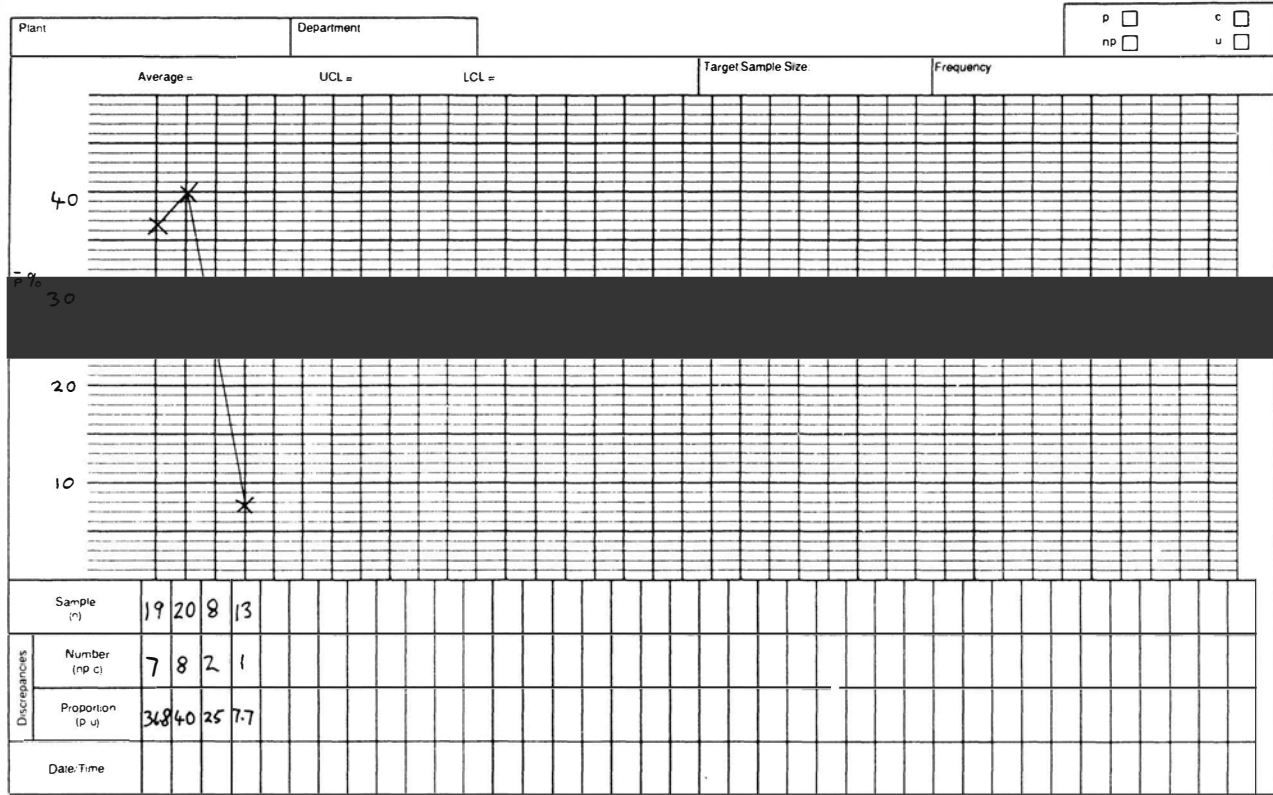 Plant
Department
p c
np u
Average =
UCL =
LCL =
Target Sample Size:
Frequency
40
p̄ %
30
20
10
Sample (n) 19 20 8 13
Discrepancies
Number (np c) 7 8 2 1
Proportion (p u) 36.8 40 25 7.7
Date/Time